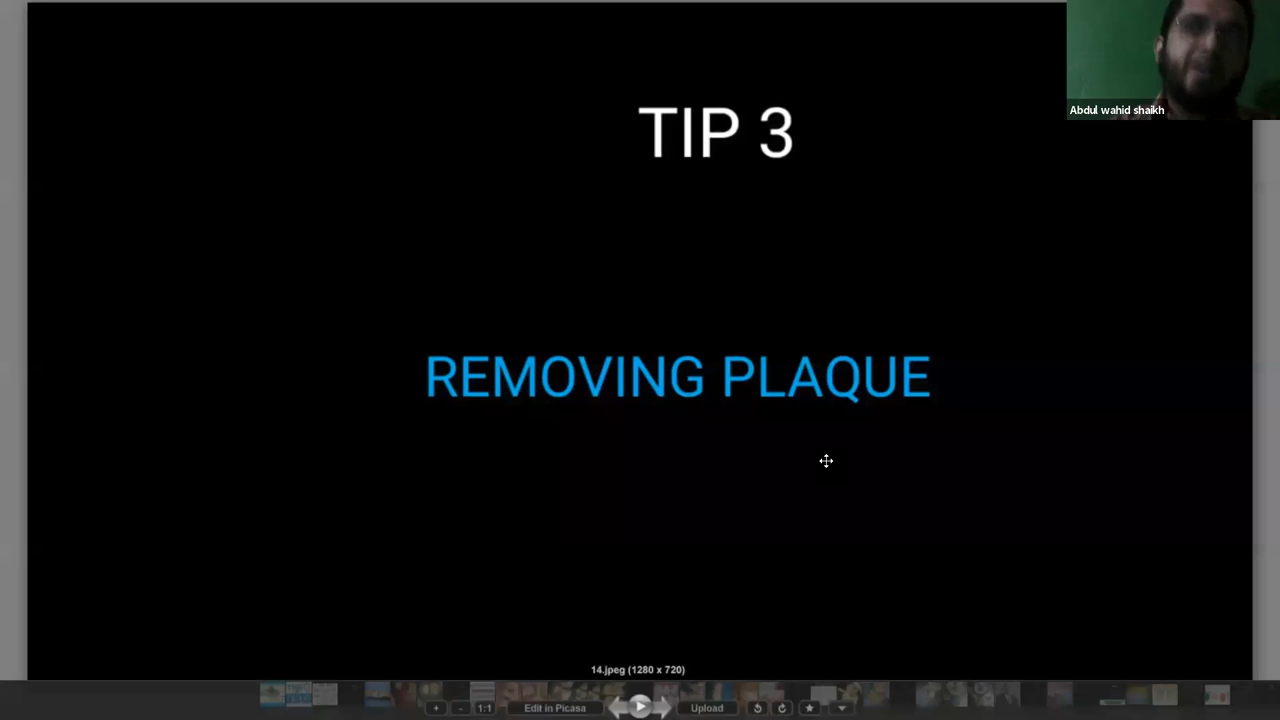 TIP 3
Abdul wahid shaikh
REMOVING PLAQUE
14.jpeg (1280 x 720)
+ - 1:1 Edit in Picasa Upload